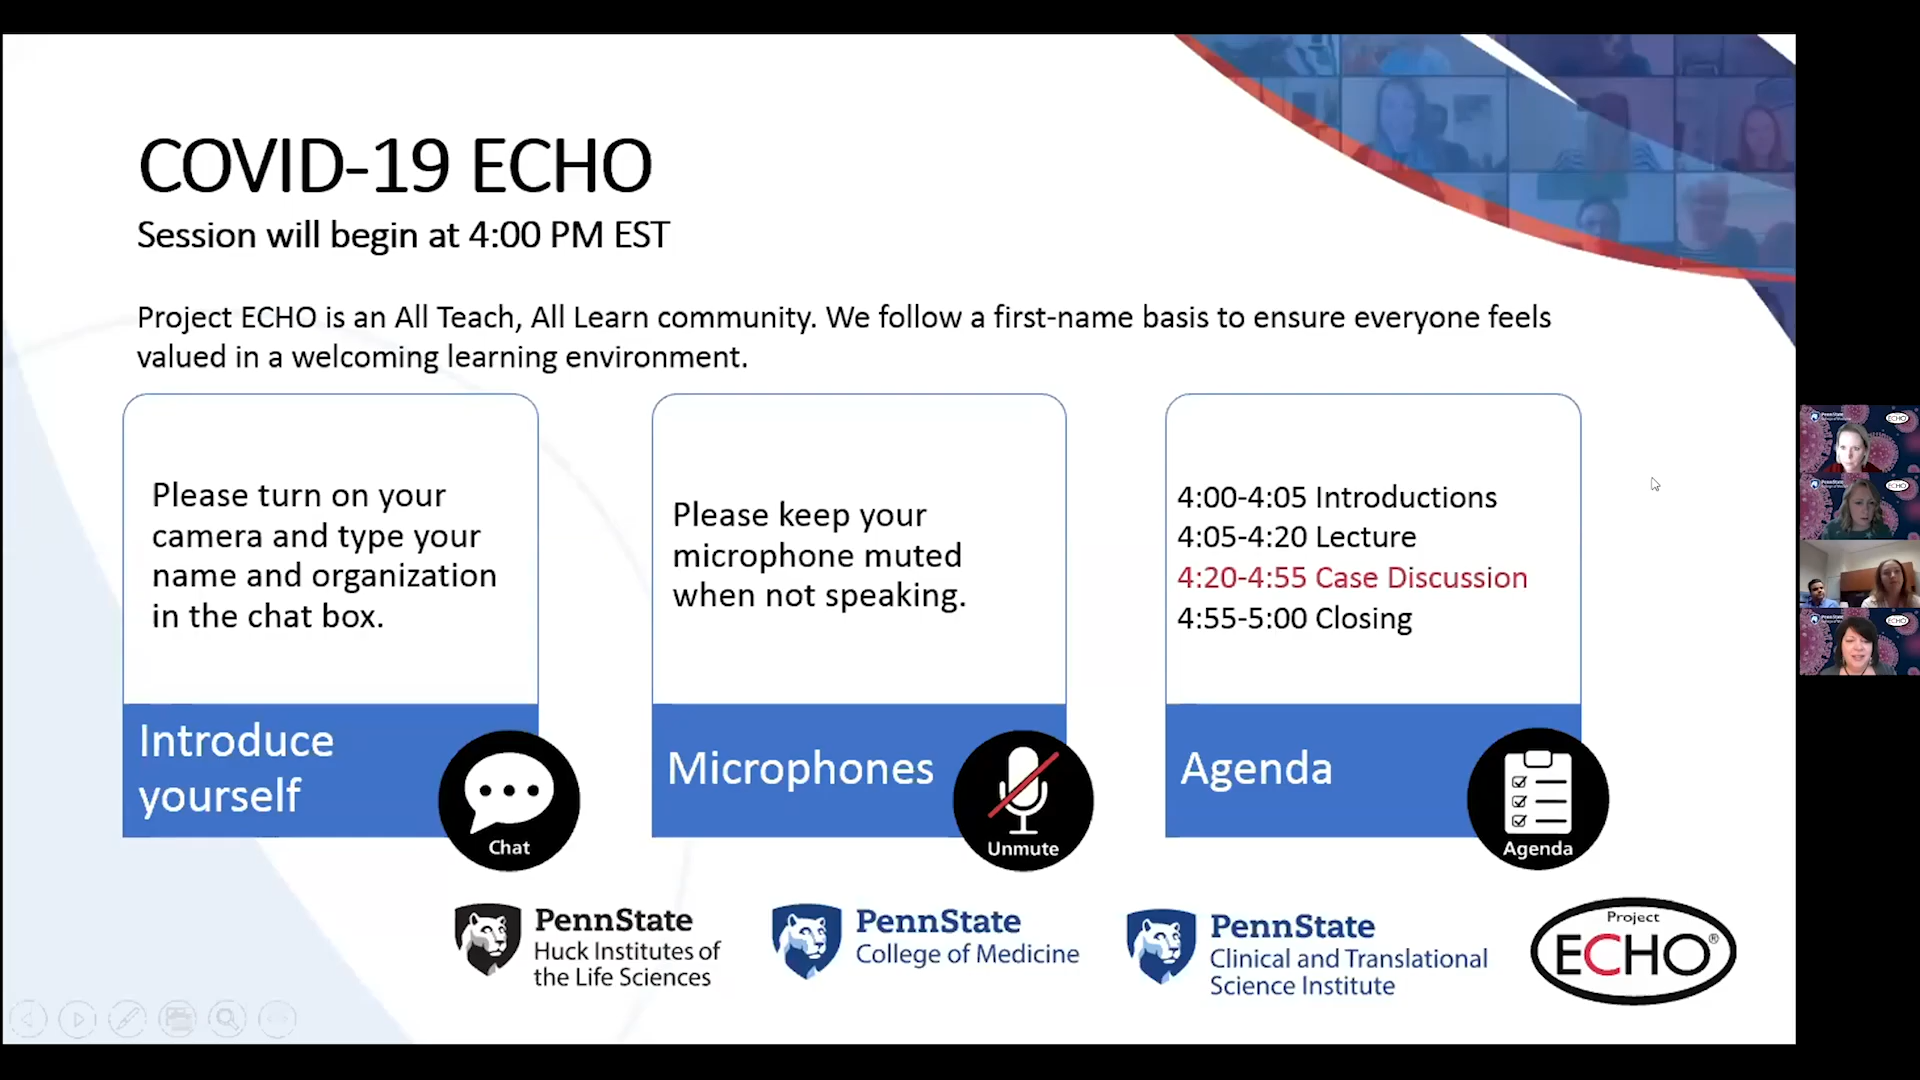 COVID-19 ECHO
Session will begin at 4:00 PM EST
Project ECHO is an All Teach, All Learn community. We follow a first-name basis to ensure everyone feels
valued in a welcoming learning environment.
Please turn on your
camera and type your
name and organization
in the chat box.
Introduce
yourself
Chat
Please keep your
microphone muted
when not speaking.
Microphones
Unmute
4:00-4:05 Introductions
4:05-4:20 Lecture
4:20-4:55 Case Discussion
4:55-5:00 Closing
Agenda
Agenda
PennState
Huck Institutes of
the Life Sciences
PennState
College of Medicine
PennState
Clinical and Translational
Science Institute
Project
ECHO®
PennState
ECHO
ECHO
PennState
ECHO